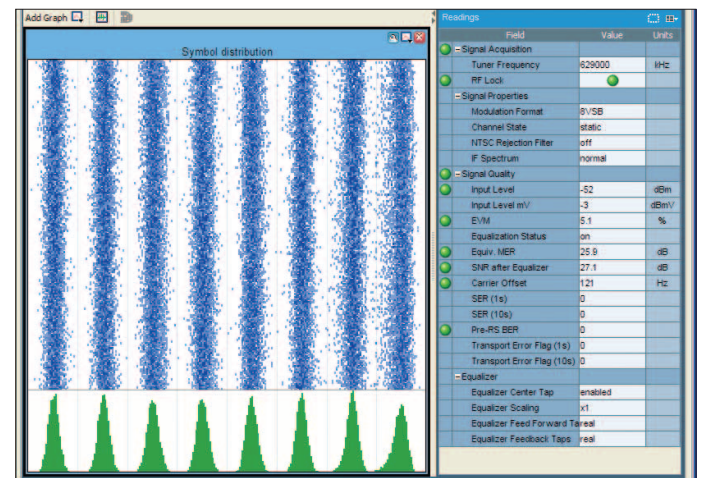 Add Graph
Symbol distribution
Readings
Field Value Units
Signal Acquisition
Tuner Frequency 629000 kHz
RF Lock
Signal Properties
Modulation Format 8VSB
Channel State static
NTSC Rejection Filter off
IF Spectrum normal
Signal Quality
Input Level -52 dBm
Input Level mV -3 dBmV
EVM 5.1 %
Equalization Status on
Equiv. MER 25.9 dB
SNR after Equalizer 27.1 dB
Carrier Offset 121 Hz
SER (1s) 0
SER (10s) 0
Pre-RS BER 0
Transport Error Flag (1s) 0
Transport Error Flag (10s) 0
Equalizer
Equalizer Center Tap enabled
Equalizer Scaling x1
Equalizer Feed Forward Ta real
Equalizer Feedback Taps real